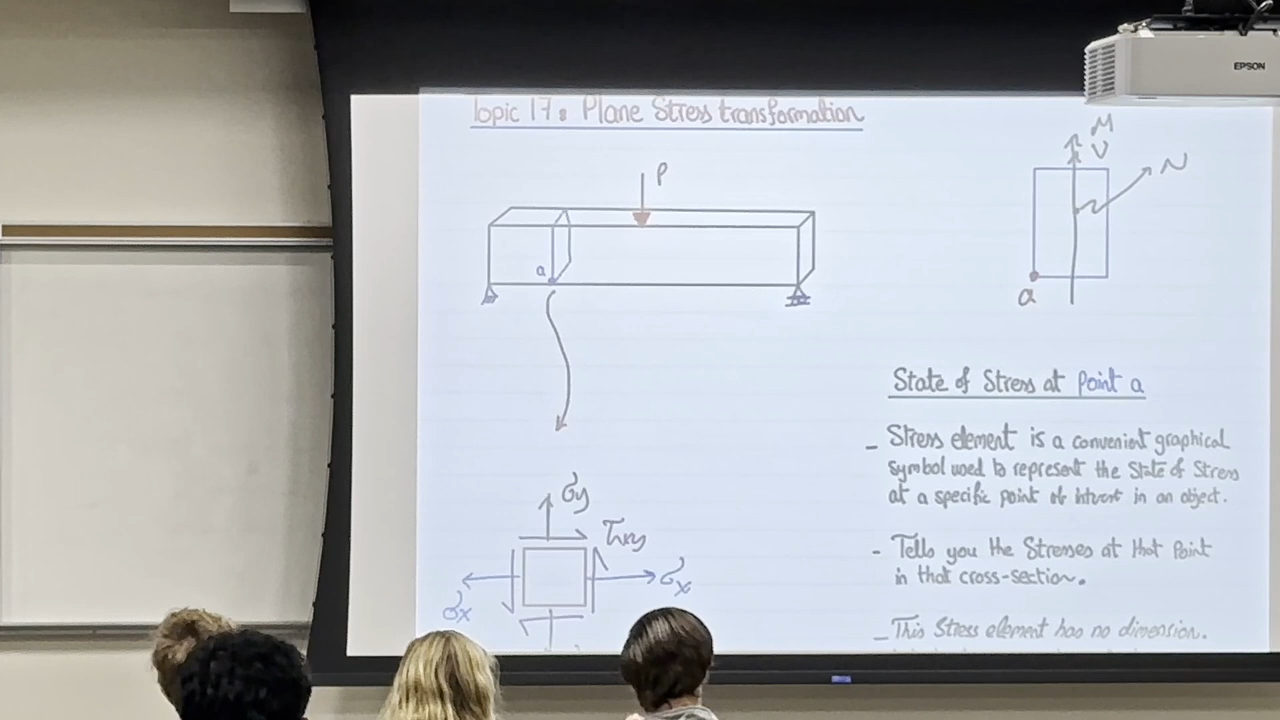 EPSON
Topic 17: Plane Stress transformation
P
a
M
V
N
a
State of Stress at Point a
- Stress element is a convenient graphical
symbol used to represent the State of Stress
at a specific point of interest in an object.
- Tells you the Stresses at that Point
in that cross-section.
- This Stress element has no dimension.
σy
τxy
σx
σx